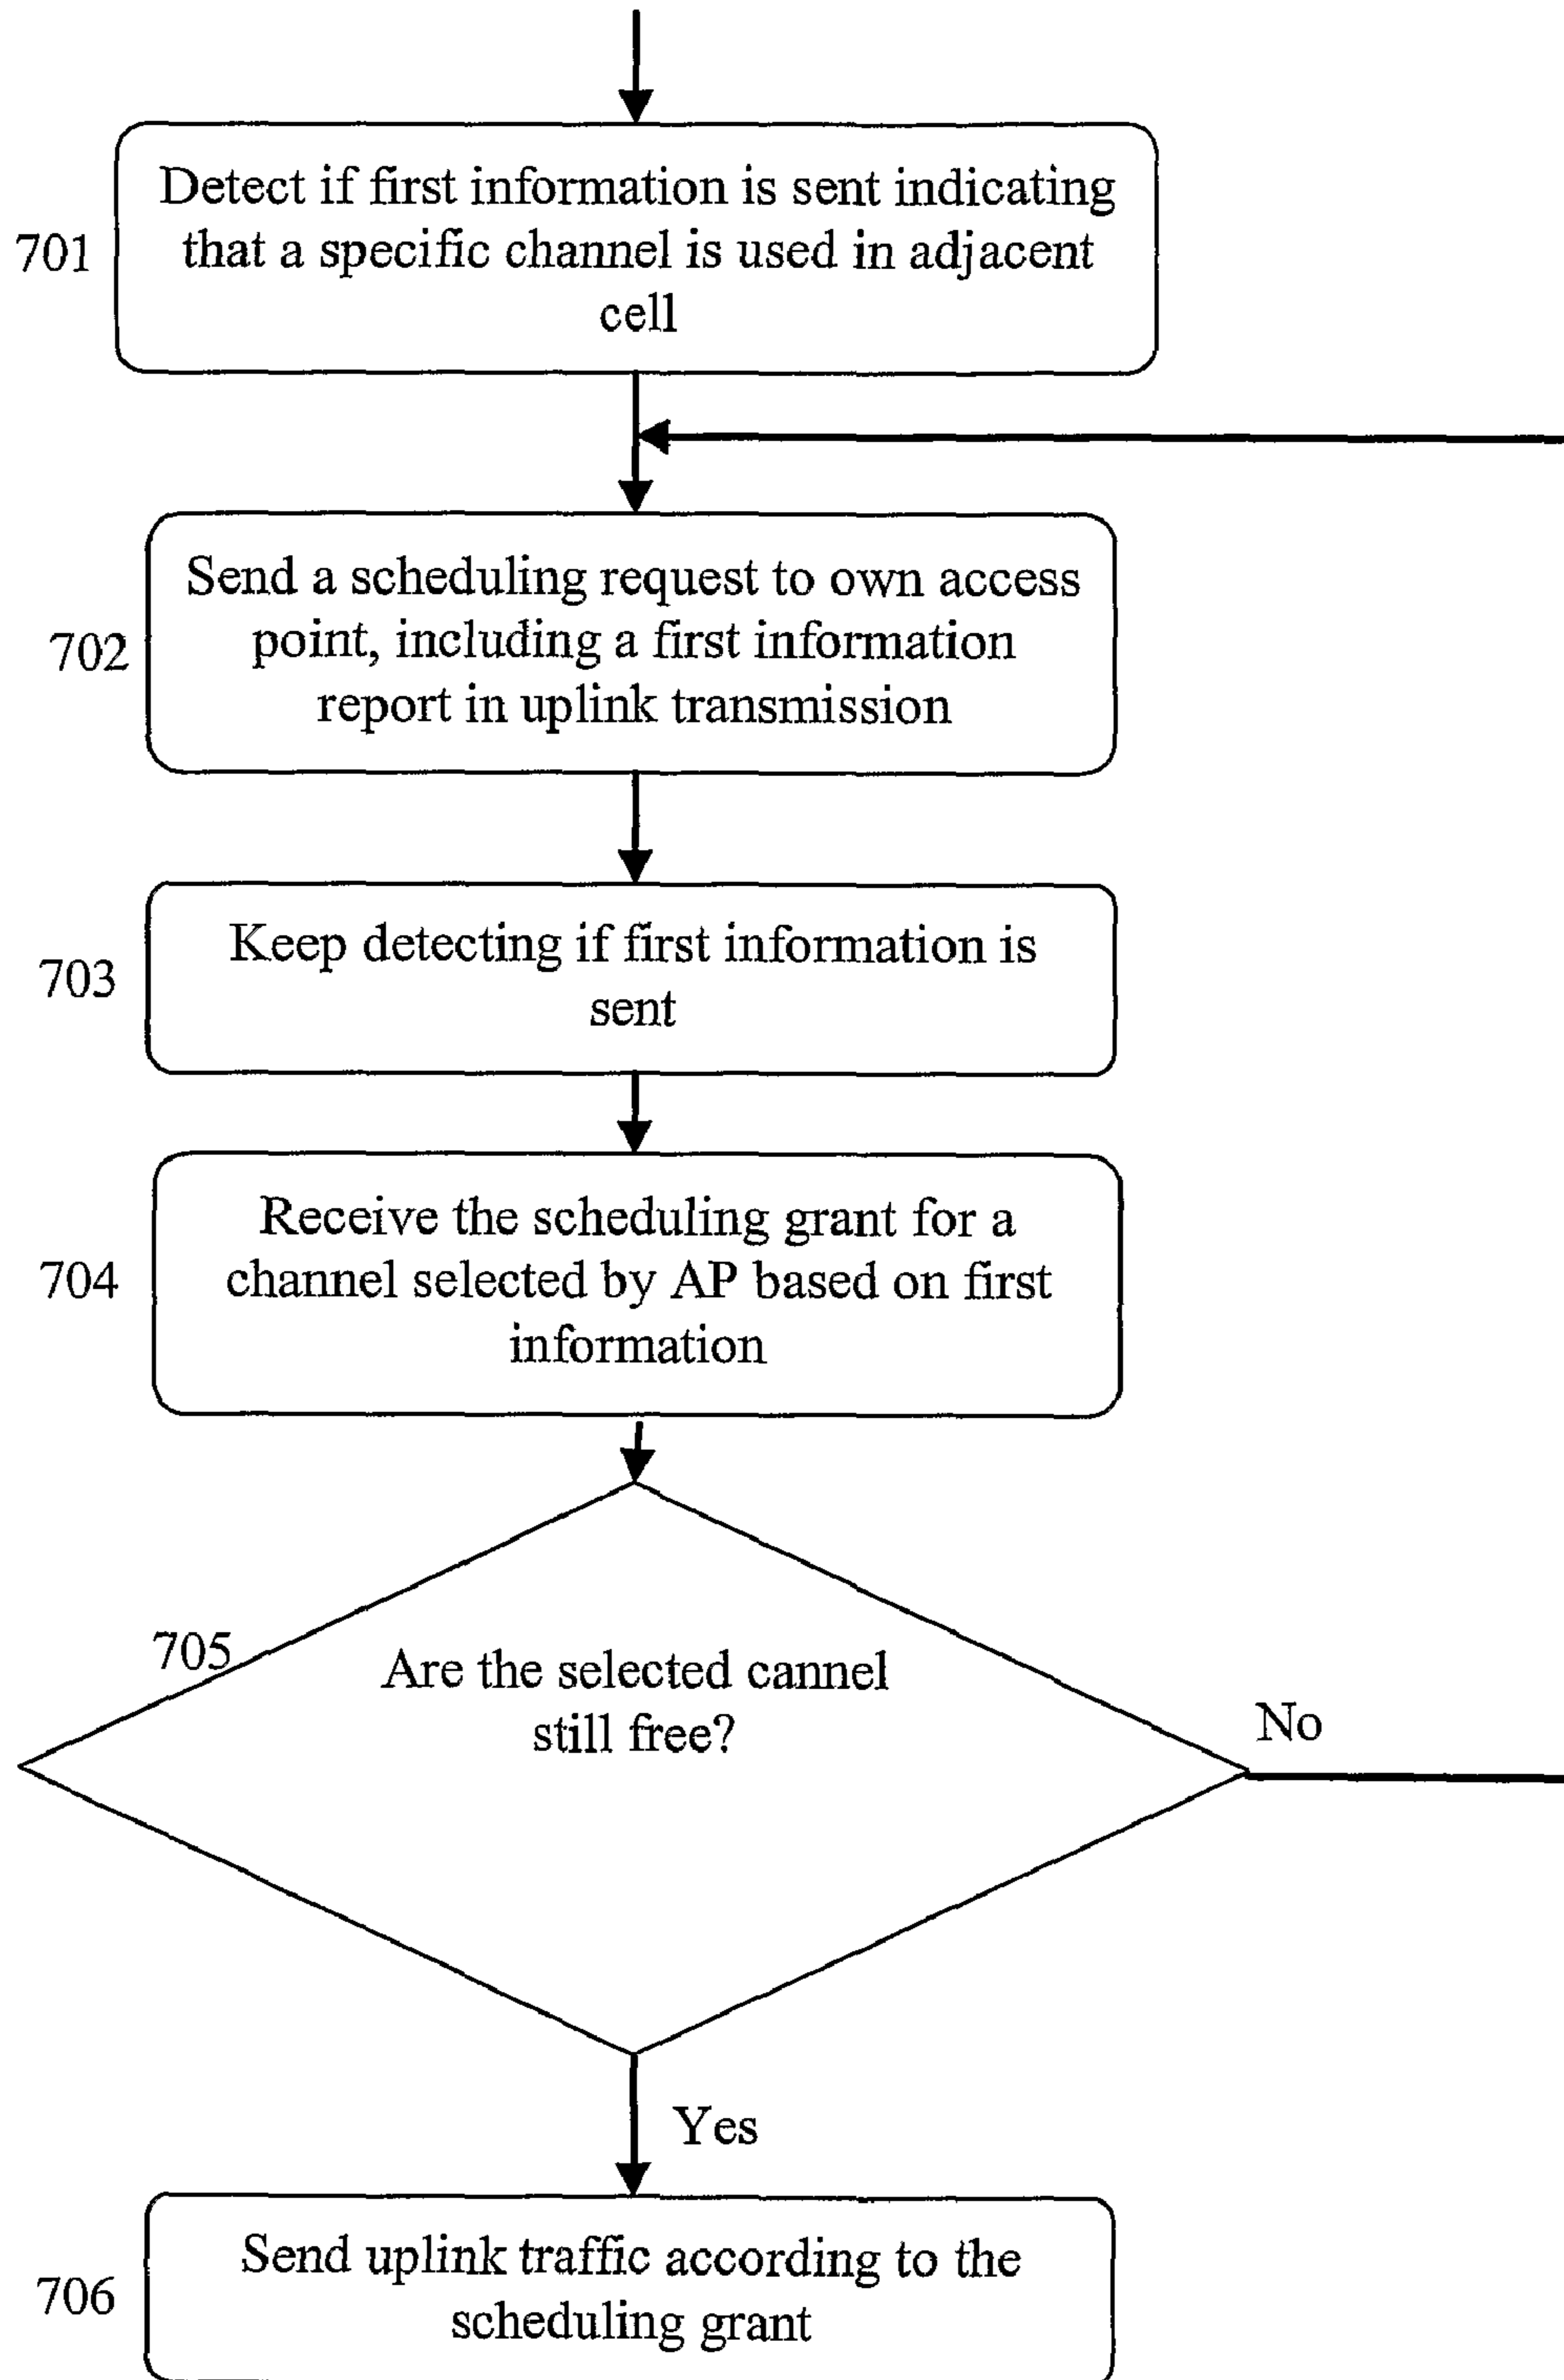 701
Detect if first information is sent indicating
that a specific channel is used in adjacent
cell
702
Send a scheduling request to own access
point, including a first information
report in uplink transmission
703
Keep detecting if first information is
sent
704
Receive the scheduling grant for a
channel selected by AP based on first
information
705
Are the selected cannel
still free?
No
Yes
706
Send uplink traffic according to the
scheduling grant